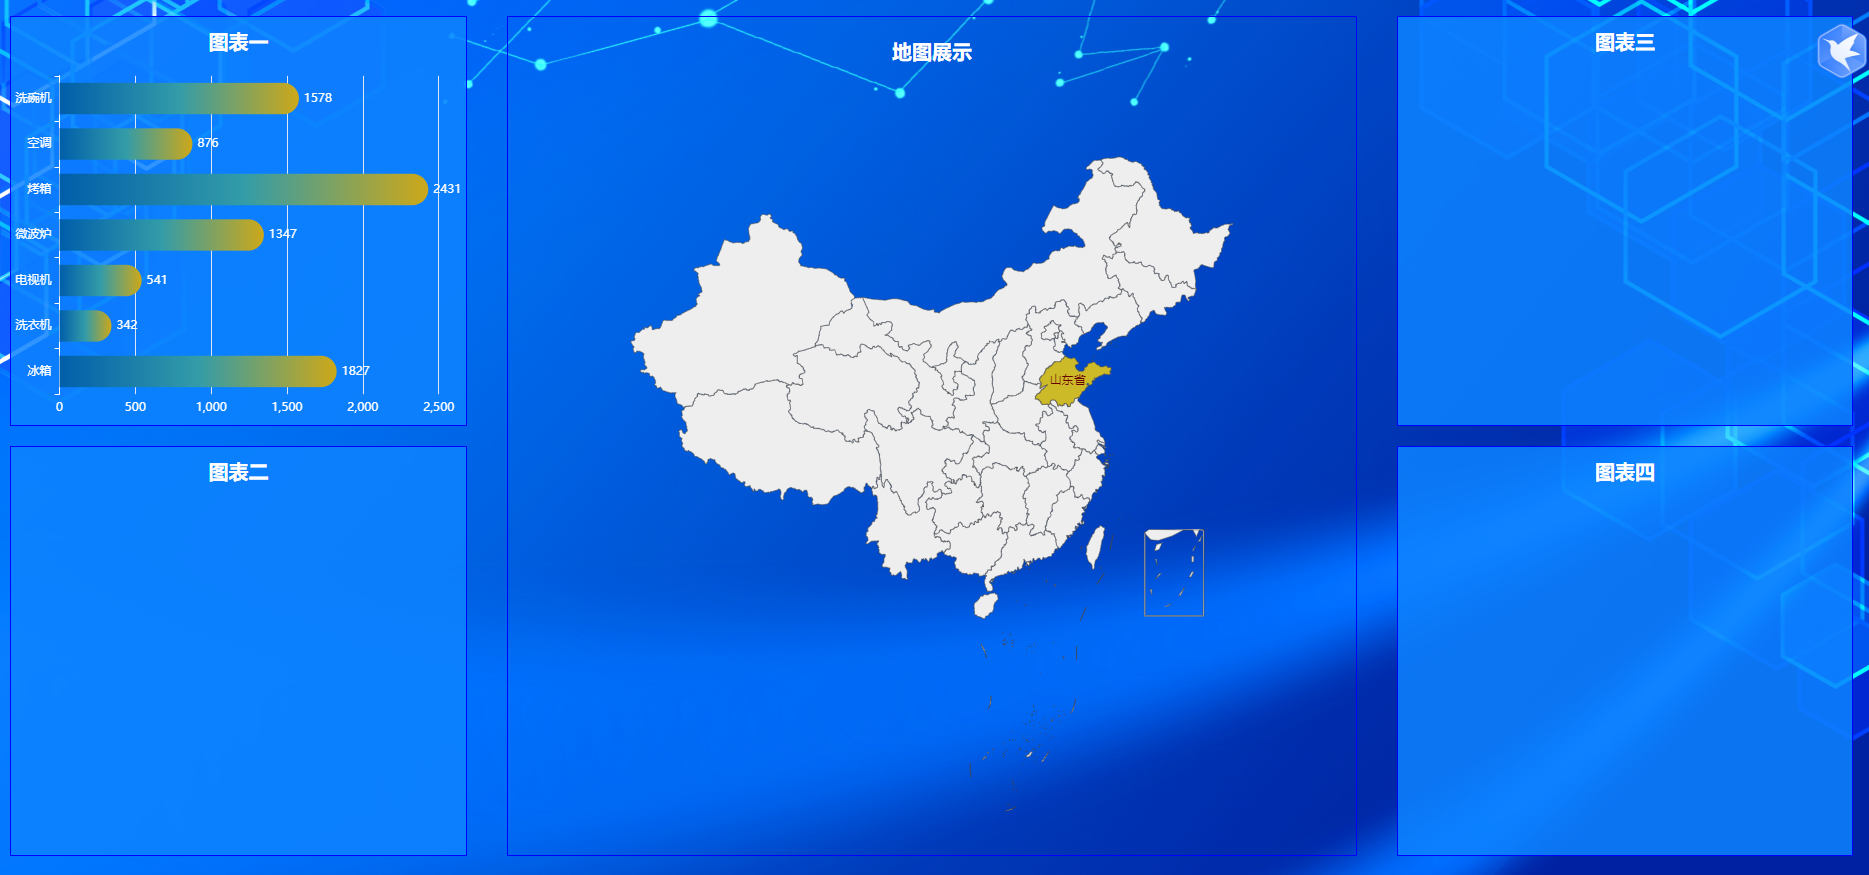 图表一
洗碗机 1578
空调 876
烤箱 2431
微波炉 1347
电视机 541
洗衣机 342
冰箱 1827
0 500 1,000 1,500 2,000 2,500
图表二
地图展示
山东省
图表三
图表四